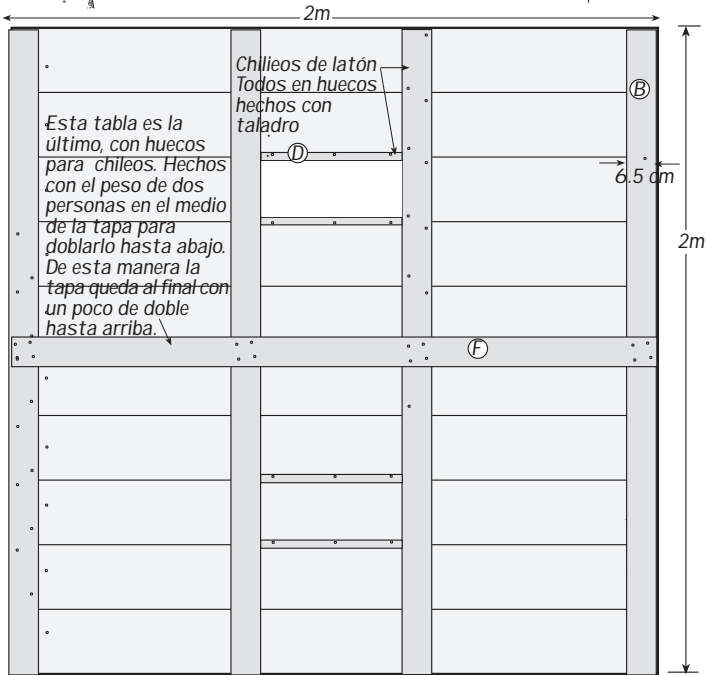 2m
Chilieos de latón
Todos en huecos
hechos con
taladro
B
Esta tabla es la
último, con huecos
para chileos. Hechos
con el peso de dos
personas en el medio
de la tapa para
doblarlo hasta abajo.
De esta manera la
tapa queda al final con
un poco de doble
hasta arriba.
D
6.5 cm
2m
F